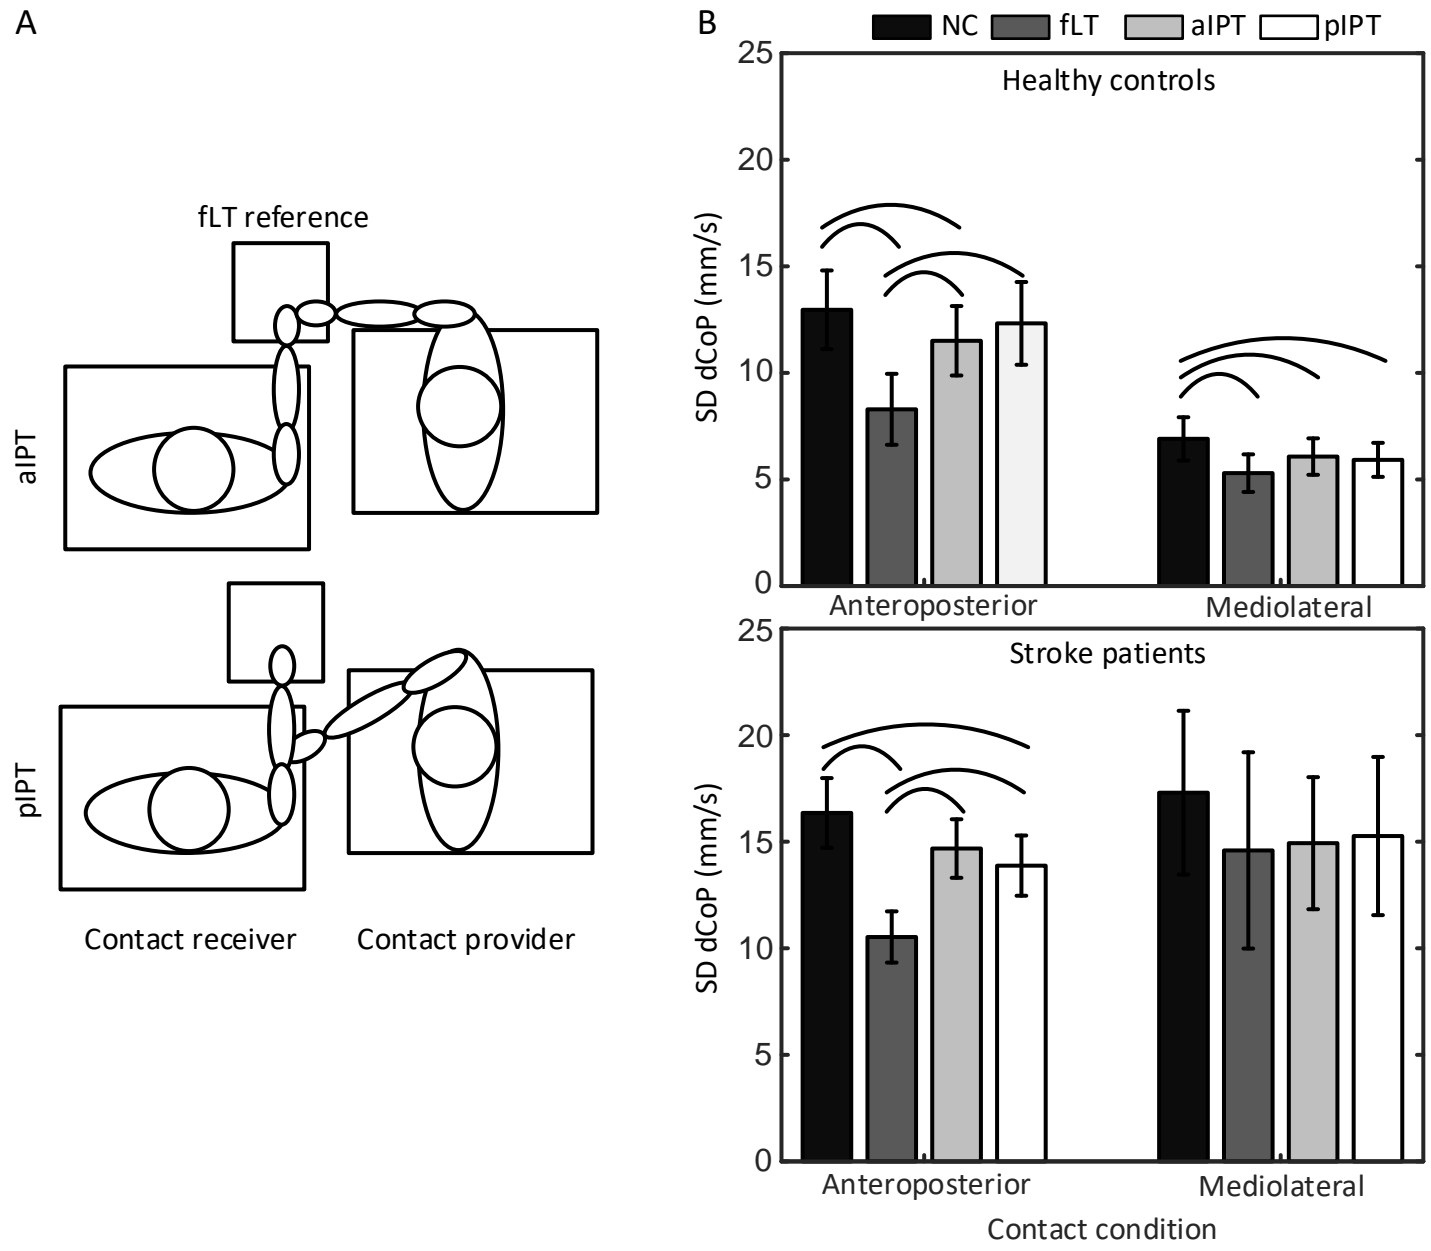 A
fLT reference
aIPT
pIPT
Contact receiver
Contact provider
B
NC
fLT
aIPT
pIPT
Healthy controls
25
20
15
10
5
0
SD dCoP (mm/s)
Anteroposterior
Mediolateral
Stroke patients
25
20
15
10
5
0
SD dCoP (mm/s)
Anteroposterior
Mediolateral
Contact condition